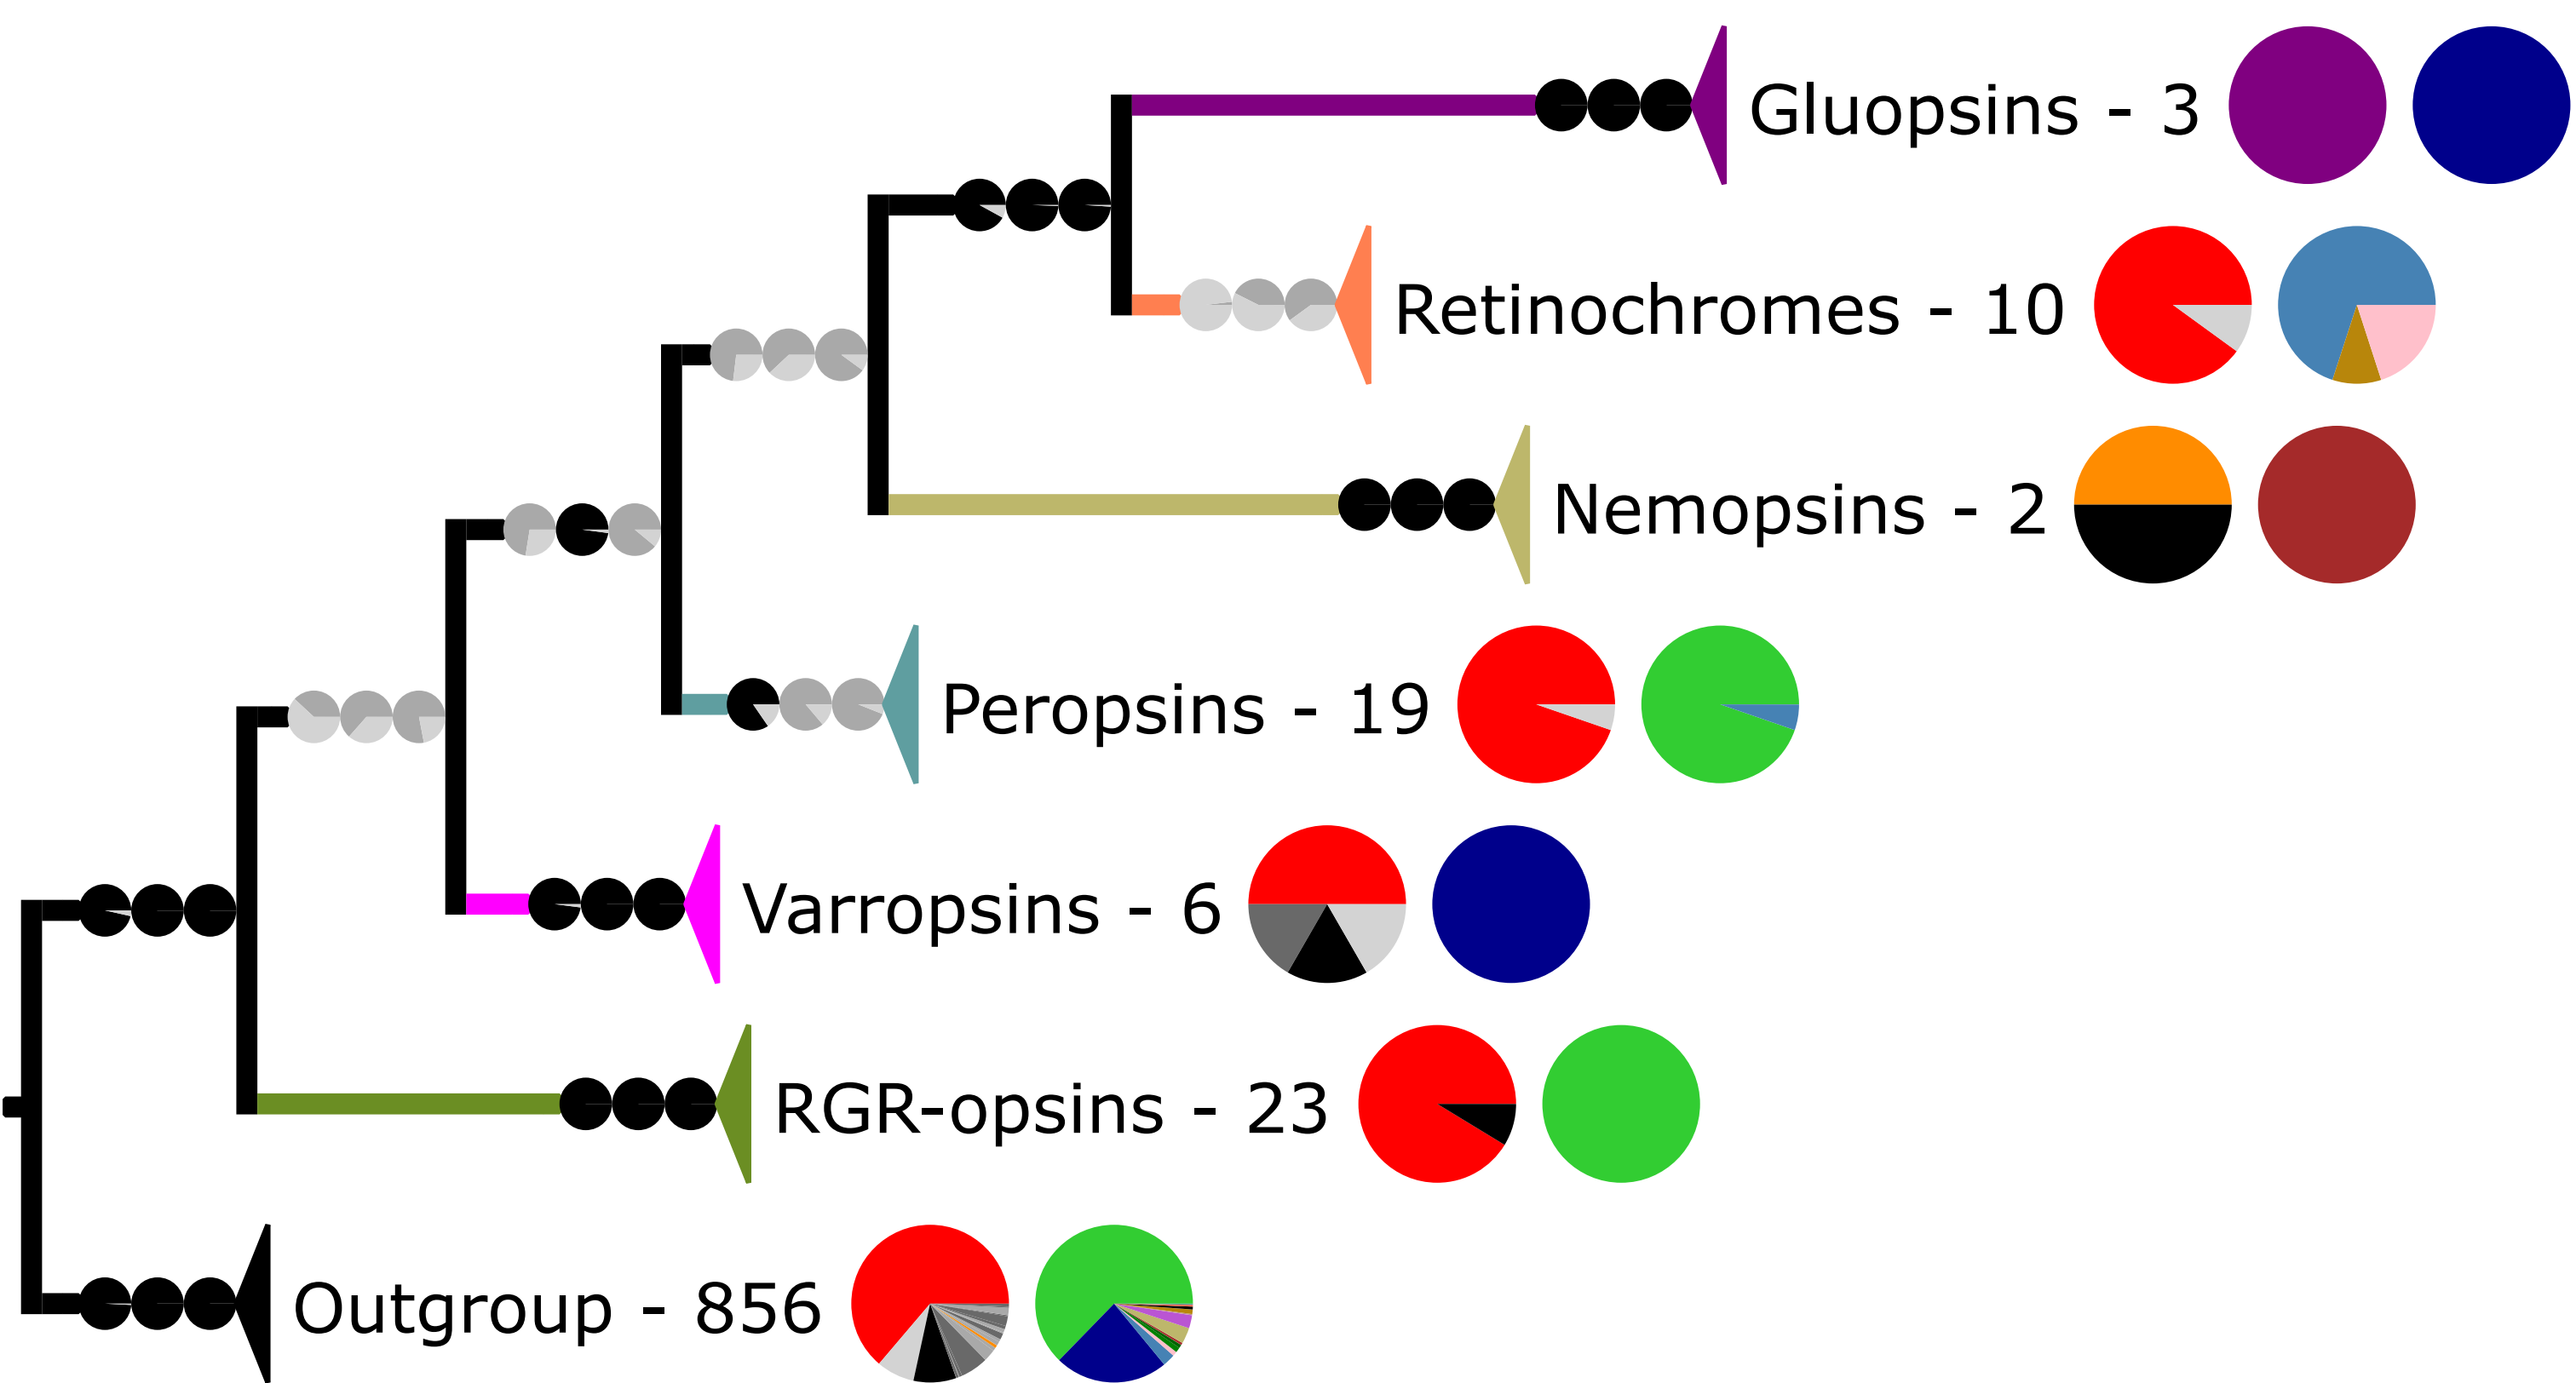 Gluopsins - 3
Retinochromes - 10
Nemopsins - 2
Peropsins - 19
Varropsins - 6
RGR-opsins - 23
Outgroup - 856